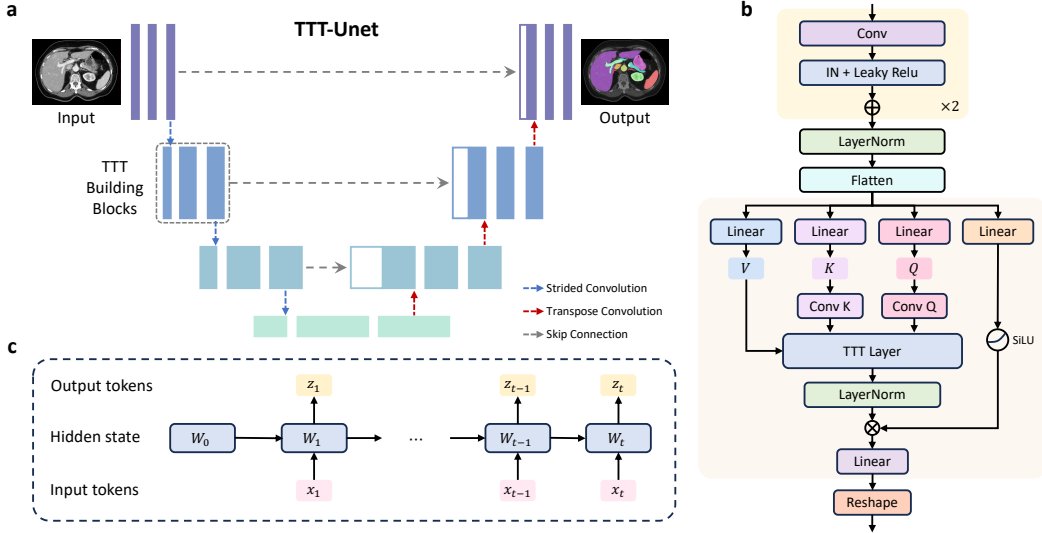 a
TTT-Unet
Input
Output
TTT
Building
Blocks
Strided Convolution
Transpose Convolution
Skip Connection
b
Conv
IN + Leaky Relu
×2
LayerNorm
Flatten
Linear Linear Linear Linear
V K Q
Conv K Conv Q
SiLU
TTT Layer
LayerNorm
Linear
Reshape
c
Output tokens z₁ zₜ₋₁ zₜ
Hidden state W₀ W₁ ... Wₜ₋₁ Wₜ
Input tokens x₁ xₜ₋₁ xₜ